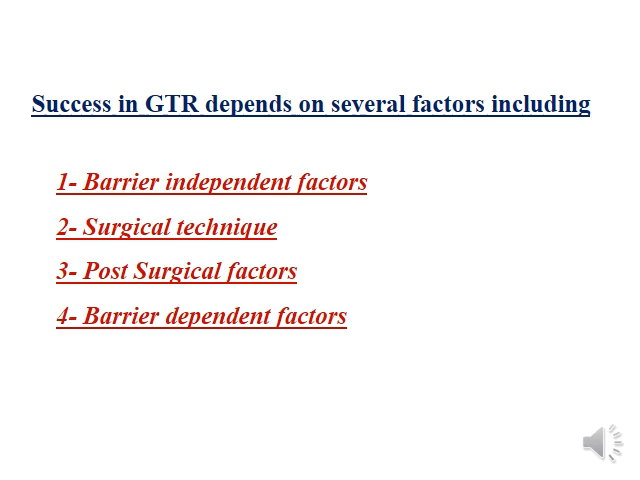 Success in GTR depends on several factors including
1- Barrier independent factors
2- Surgical technique
3- Post Surgical factors
4- Barrier dependent factors